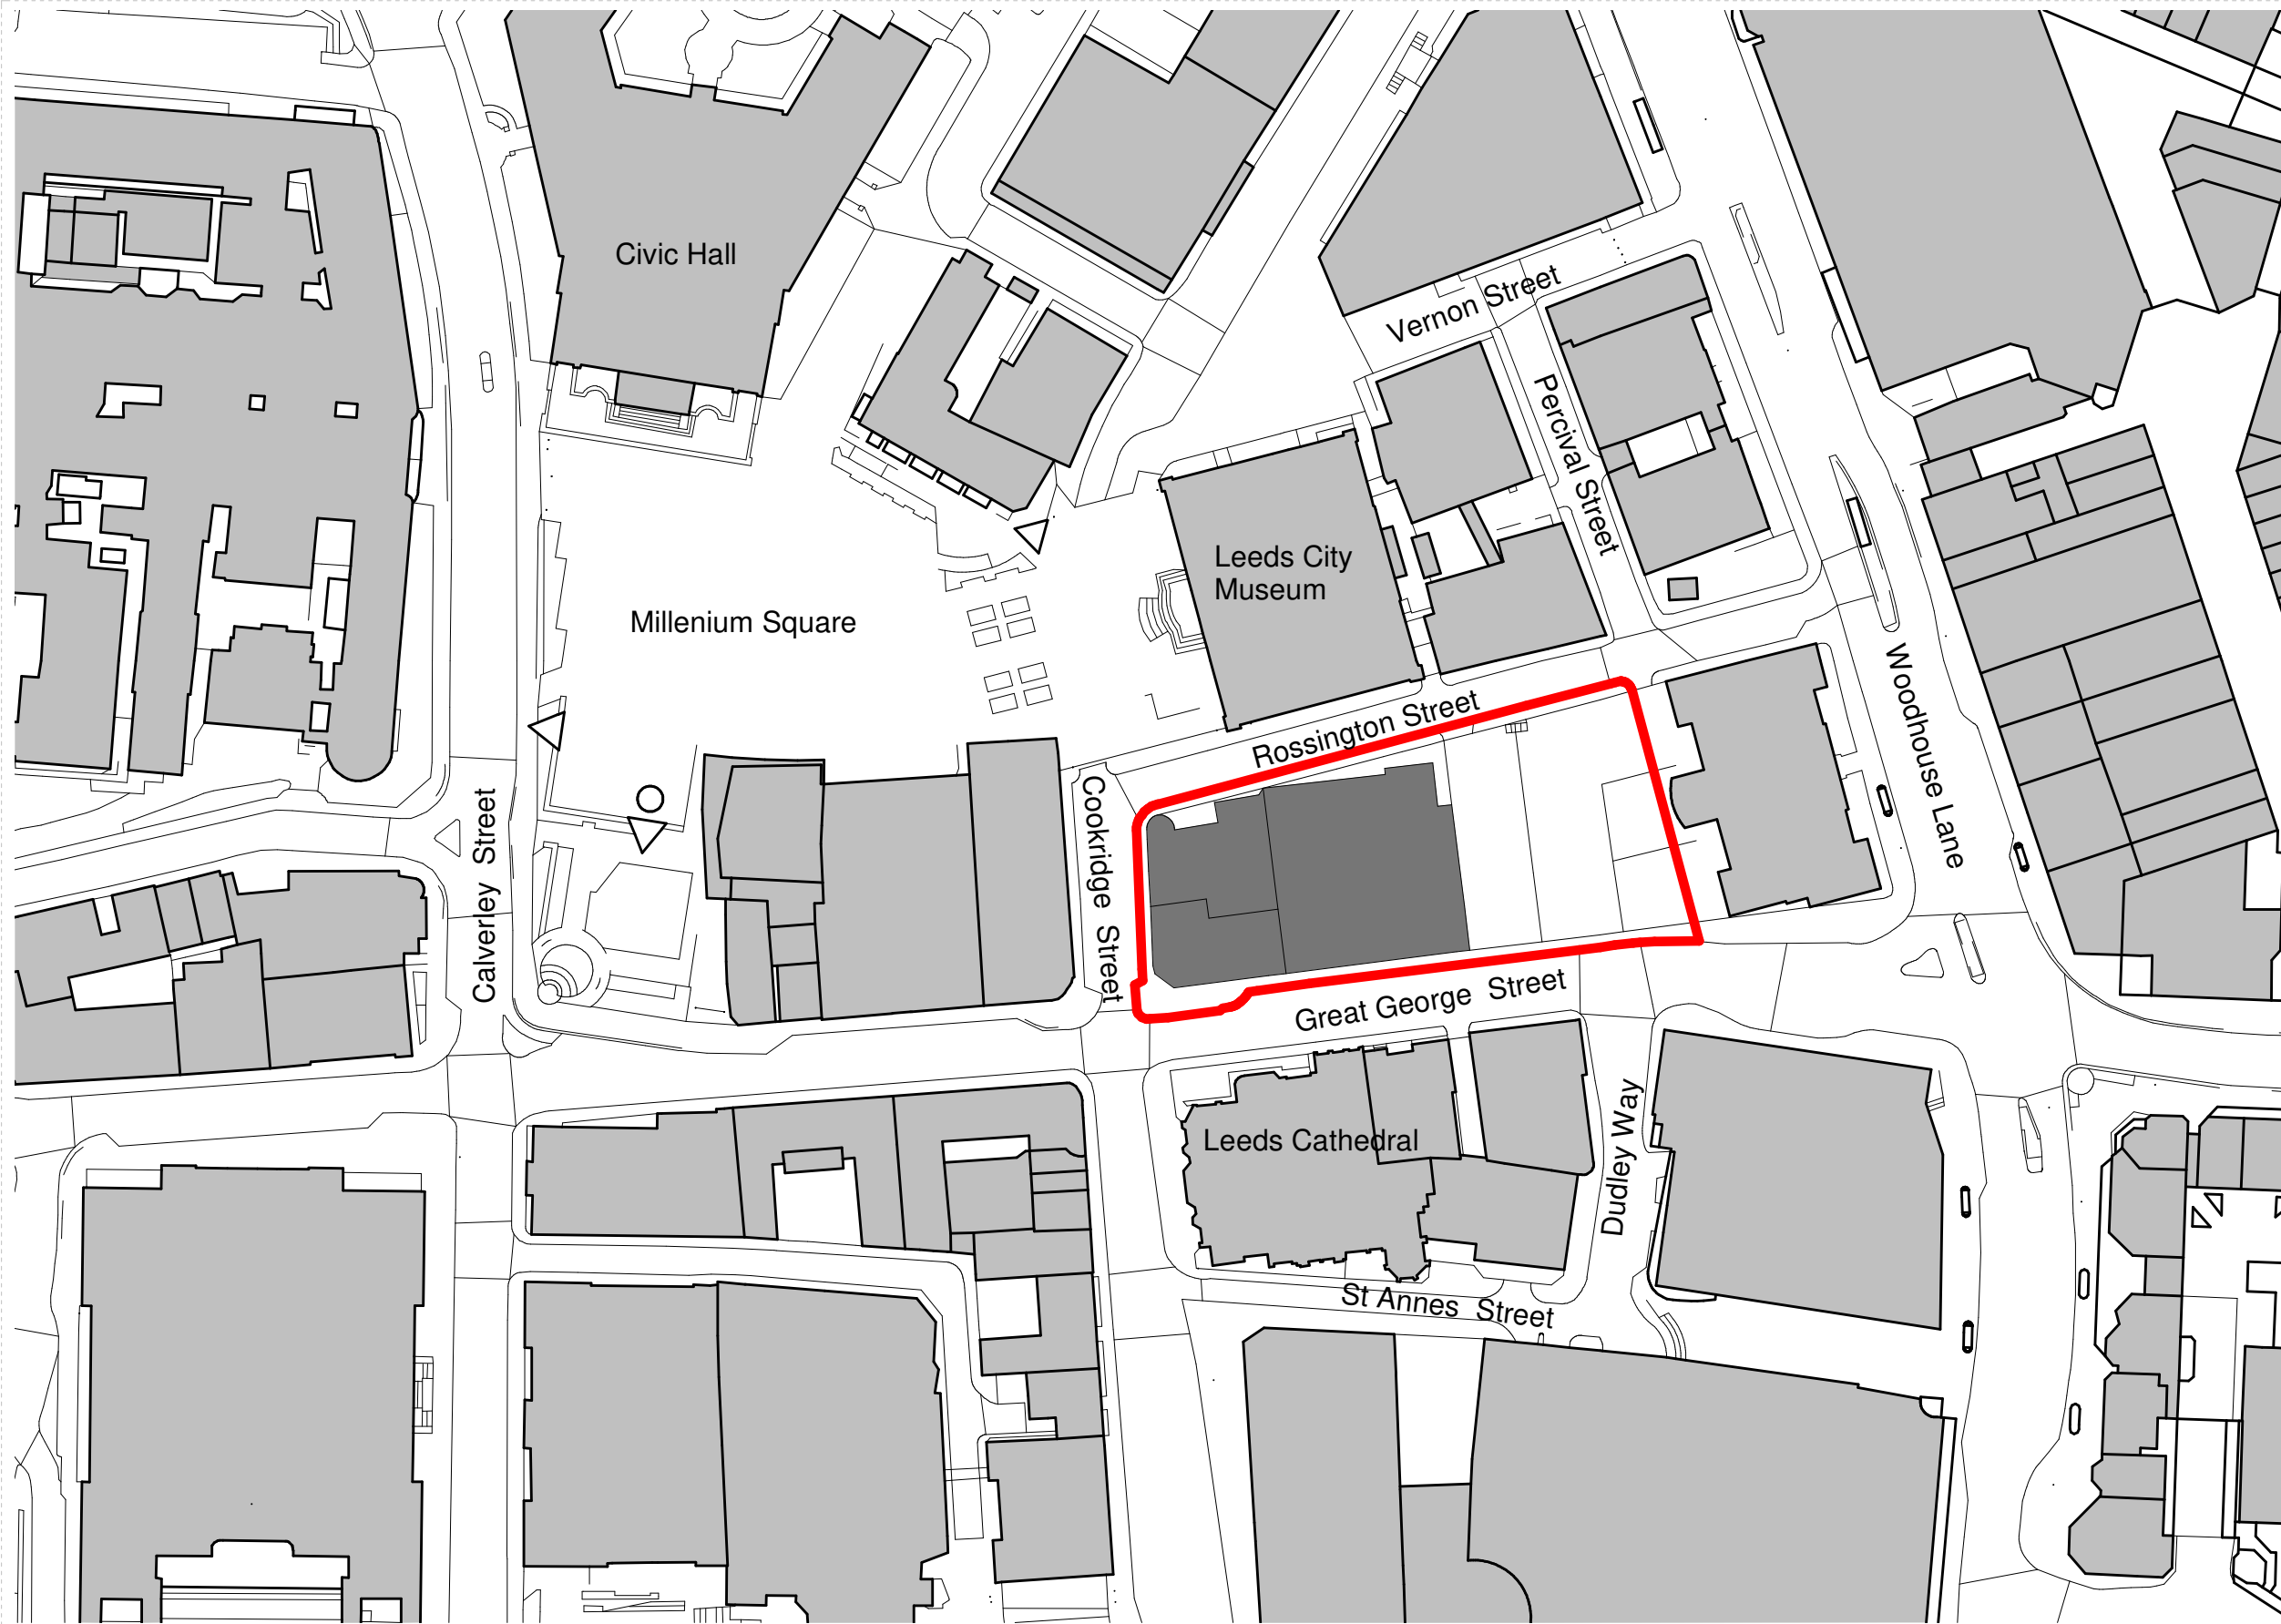 Civic Hall
Vernon Street
Percival Street
Leeds City
Museum
Millenium Square
Woodhouse Lane
Rossington Street
Cookridge Street
Calverley Street
Great George Street
Leeds Cathedral
Dudley Way
St Annes Street